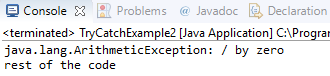 Console Problems @ Javadoc Declaration
<terminated> TryCatchExample2 [Java Application] C:\Progra
java.lang.ArithmeticException: / by zero
rest of the code